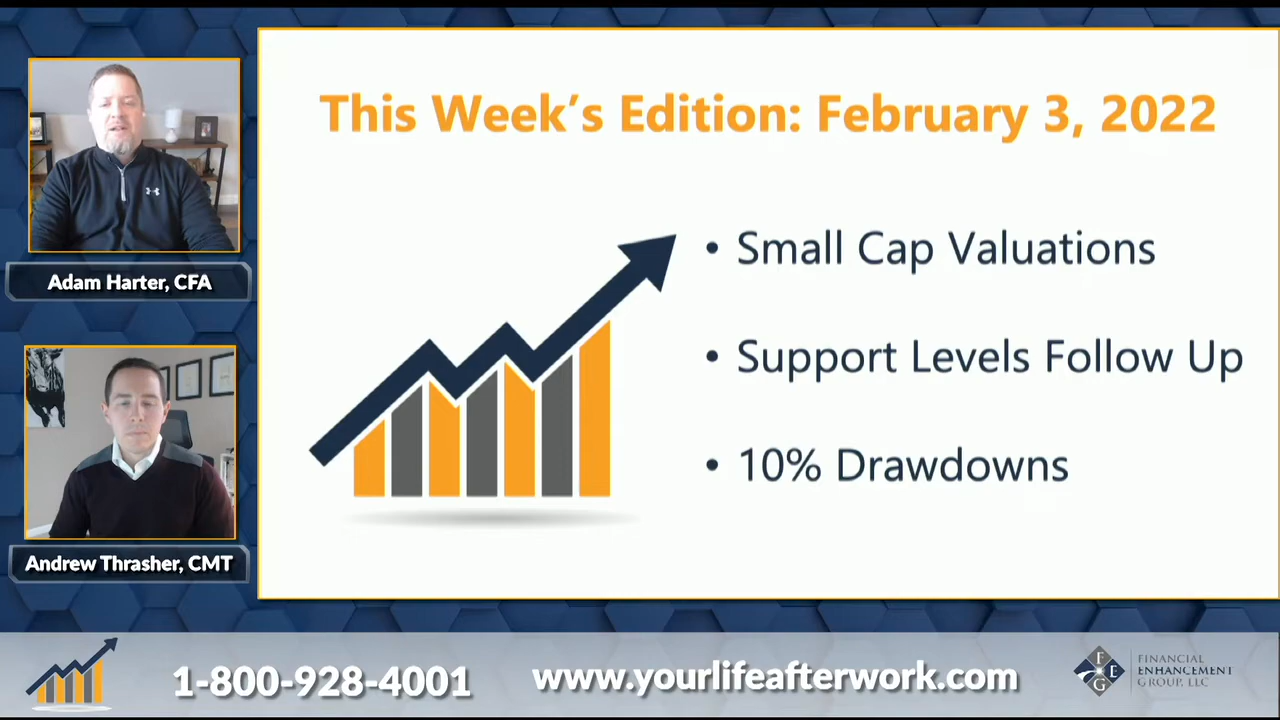 This Week's Edition: February 3, 2022
Adam Harter, CFA
Andrew Thrasher, CMT
• Small Cap Valuations
• Support Levels Follow Up
• 10% Drawdowns
1-800-928-4001
www.yourlifeafterwork.com
F
E
E
G
FINANCIAL
ENHANCEMENT
GROUP, LLC